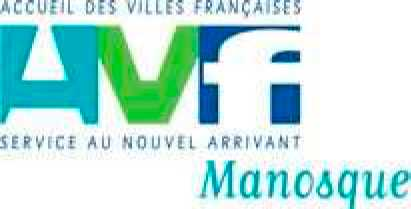 ACCUEIL DES VILLES FRANÇAISES
AVf
SERVICE AU NOUVEL ARRIVANT
Manosque